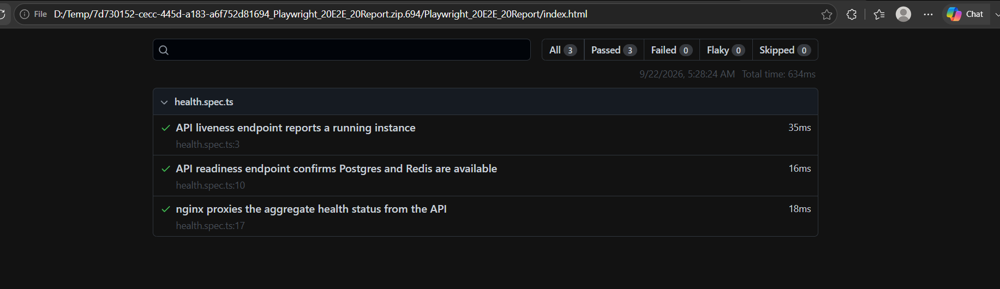 File D:/Temp/7d730152-cecc-445d-a183-a6f752d81694_Playwright_20E2E_20Report.zip.694/Playwright_20E2E_20Report/index.html Chat
All 3 Passed 3 Failed 0 Flaky 0 Skipped 0
9/22/2026, 5:28:24 AM Total time: 634ms
health.spec.ts
API liveness endpoint reports a running instance 35ms
health.spec.ts:3
API readiness endpoint confirms Postgres and Redis are available 16ms
health.spec.ts:10
nginx proxies the aggregate health status from the API 18ms
health.spec.ts:17